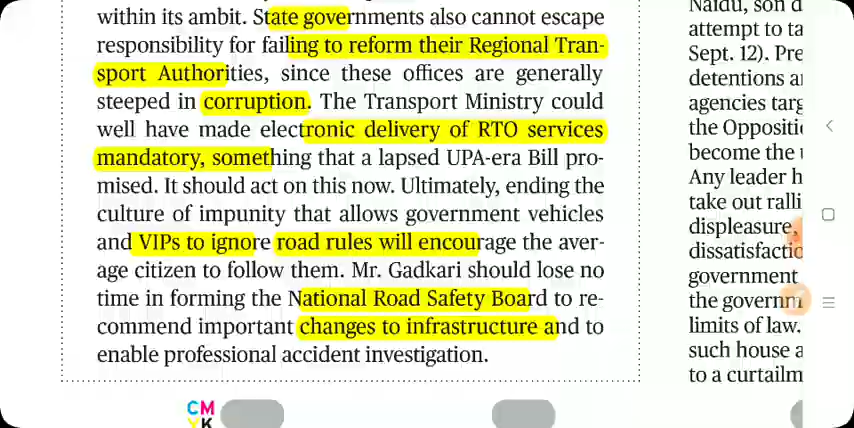 within its ambit. State governments also cannot escape
responsibility for failing to reform their Regional Tran-
sport Authorities, since these offices are generally
steeped in corruption. The Transport Ministry could
well have made electronic delivery of RTO services
mandatory, something that a lapsed UPA-era Bill pro-
mised. It should act on this now. Ultimately, ending the
culture of impunity that allows government vehicles
and VIPs to ignore road rules will encourage the aver-
age citizen to follow them. Mr. Gadkari should lose no
time in forming the National Road Safety Board to re-
commend important changes to infrastructure and to
enable professional accident investigation.
Naidu, son d
attempt to ta
Sept. 12). Pre
detentions a
agencies targ
the Oppositi
become the
Any leader h
take out ralli
displeasure,
dissatisfactio
government
the governm
limits of law.
such house a
to a curtailm
CM
YK